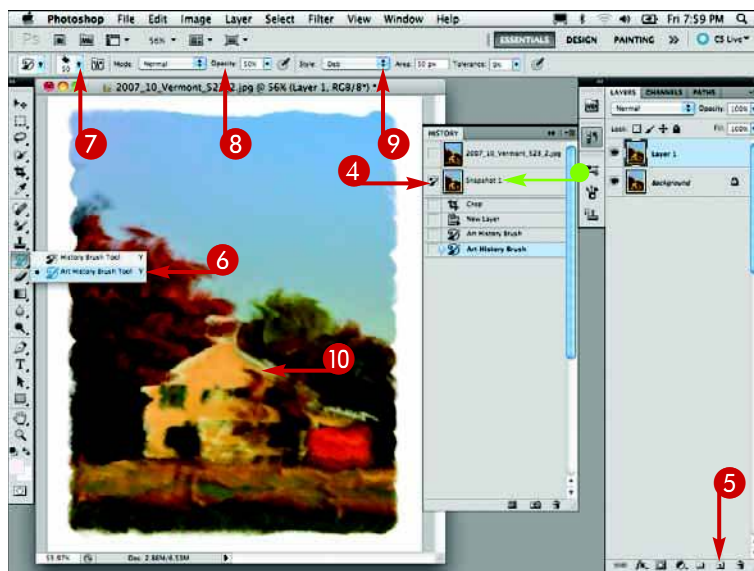 Photoshop File Edit Image Layer Select Filter View Window Help Fri 7:59 PM
Ps 56% ESSENTIALS DESIGN PAINTING >> CS Live
50 Mode: Normal Opacity: 50% Style: Dab Area: 50 px Tolerance: 0%
7
8
9
2007_10_Vermont_523_2.jpg @ 56% (Layer 1, RGB/8*) *
LAYERS CHANNELS PATHS
Normal Opacity: 100%
Lock: Fill: 100%
HISTORY
2007_10_Vermont_523_2.jpg
Layer 1
4
Snapshot 1
Background
Crop
New Layer
Art History Brush
Art History Brush
History Brush Tool Y
Art History Brush Tool Y
6
10
5
Doc: 2.86M/6.53M